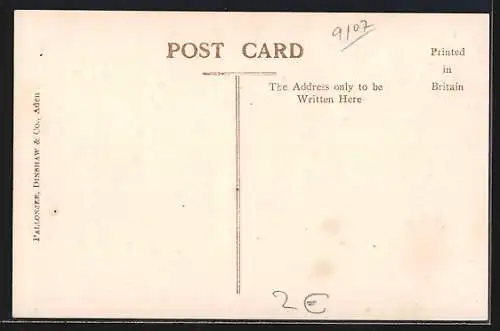 9107
POST CARD
Printed
in
Britain
The Address only to be
Written Here
PALLONJEE, DINSHAW & CO., Aden
2€